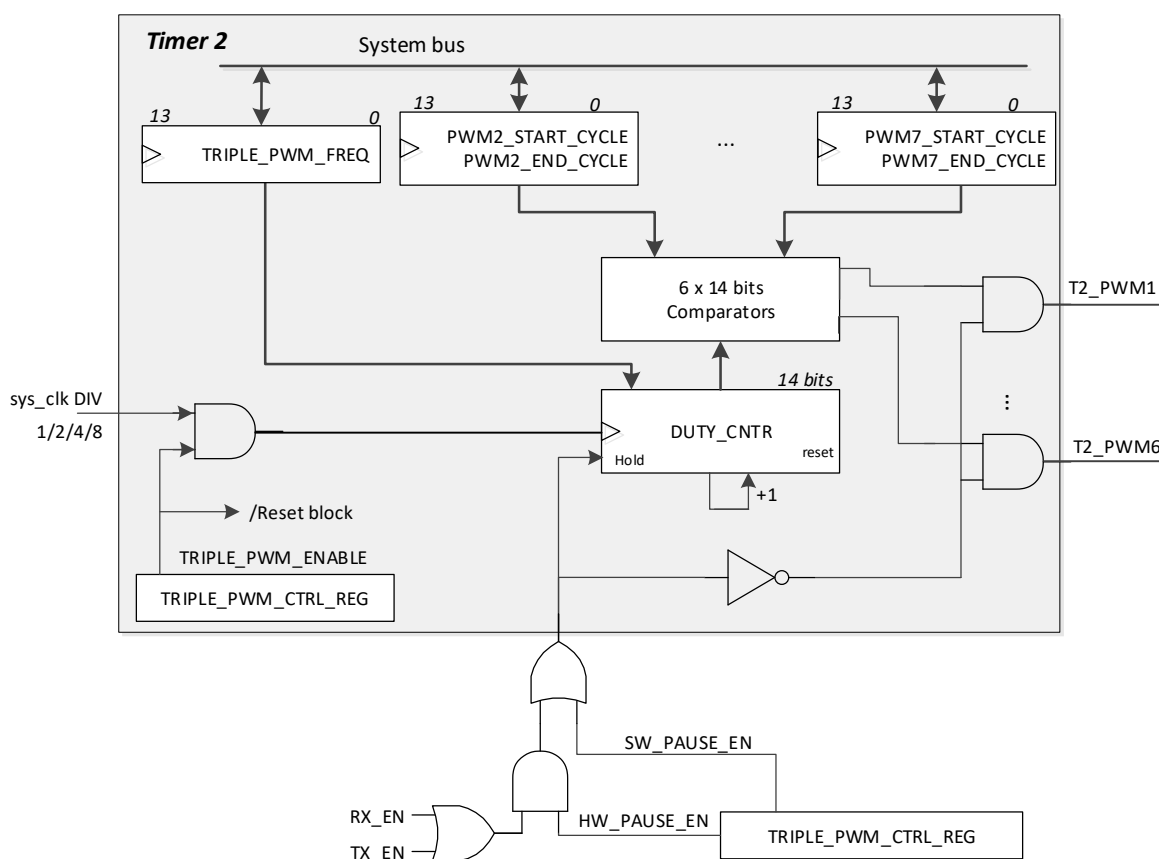 Timer 2
System bus
13
0
TRIPLE_PWM_FREQ
13
0
PWM2_START_CYCLE
PWM2_END_CYCLE
...
13
0
PWM7_START_CYCLE
PWM7_END_CYCLE
6 x 14 bits
Comparators
T2_PWM1
14 bits
sys_clk DIV
1/2/4/8
DUTY_CNTR
Hold
reset
...
T2_PWM6
+1
/Reset block
TRIPLE_PWM_ENABLE
TRIPLE_PWM_CTRL_REG
SW_PAUSE_EN
RX_EN
HW_PAUSE_EN
TRIPLE_PWM_CTRL_REG
TX_EN